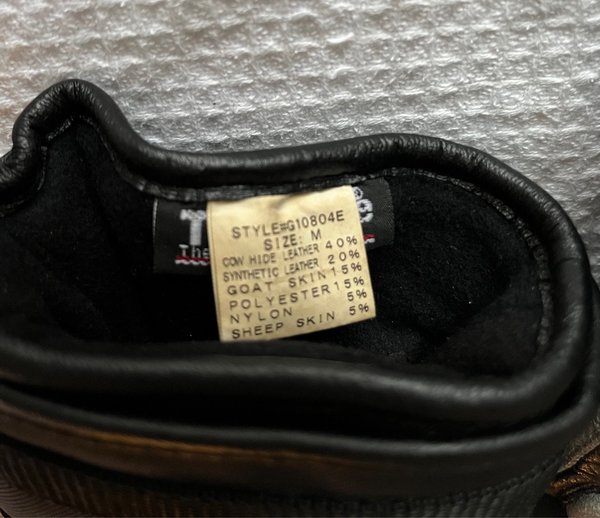 STYLE#G10804E
SIZE: M
COW HIDE LEATHER 40%
SYNTHETIC LEATHER 20%
GOAT SKIN 15%
POLYESTER 15%
NYLON 5%
SHEEP SKIN 5%
The